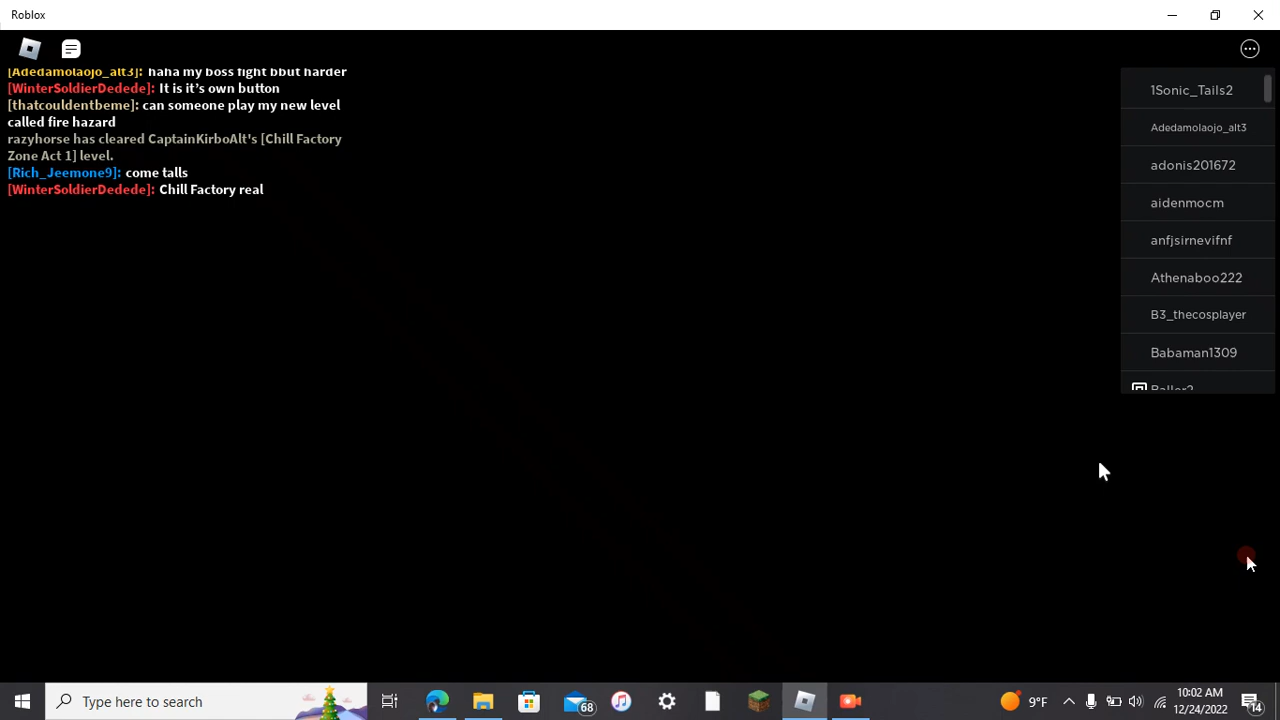 Roblox
[Adedamolaojo_alt3]: haha my boss fight bbut harder
[WinterSoldierDedede]: It is it's own button
[thatcouldentbeme]: can someone play my new level
called fire hazard
razyhorse has cleared CaptainKirboAlt's [Chill Factory
Zone Act 1] level.
[Rich_Jeemone9]: come talls
[WinterSoldierDedede]: Chill Factory real
1Sonic_Tails2
Adedamolaojo_alt3
adonis201672
aidenmocm
anfjsirnevifnf
Athenaboo222
B3_thecosplayer
Babaman1309
Baller2
Type here to search
68
9°F
10:02 AM
12/24/2022
14